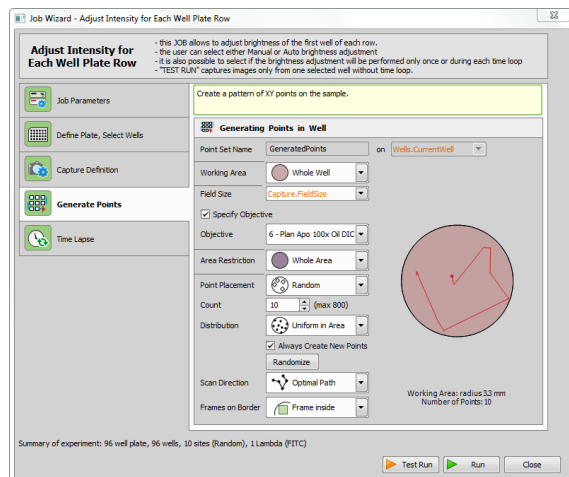 Job Wizard - Adjust Intensity for Each Well Plate Row
Adjust Intensity for
Each Well Plate Row
- this JOB allows to adjust brightness of the first well of each row.
- the user can select either Manual or Auto brightness adjustment
- it is also possible to select if the brightness adjustment will be performed only once or during each time loop
- "TEST RUN" captures images only from one selected well without time loop.
Job Parameters
Define Plate, Select Wells
Capture Definition
Generate Points
Time Lapse
Create a pattern of XY points on the sample.
Generating Points in Well
Point Set Name GeneratedPoints on Wells.CurrentWell
Working Area Whole Well
Field Size Capture.FieldSize
Specify Objective
Objective 6 - Plan Apo 100x Oil DIC
Area Restriction Whole Area
Point Placement Random
Count 10 (max 800)
Distribution Uniform in Area
Always Create New Points
Randomize
Scan Direction Optimal Path
Frames on Border Frame inside
Working Area: radius 3.3 mm
Number of Points: 10
Summary of experiment: 96 well plate, 96 wells, 10 sites (Random), 1 Lambda (FITC)
Test Run Run Close